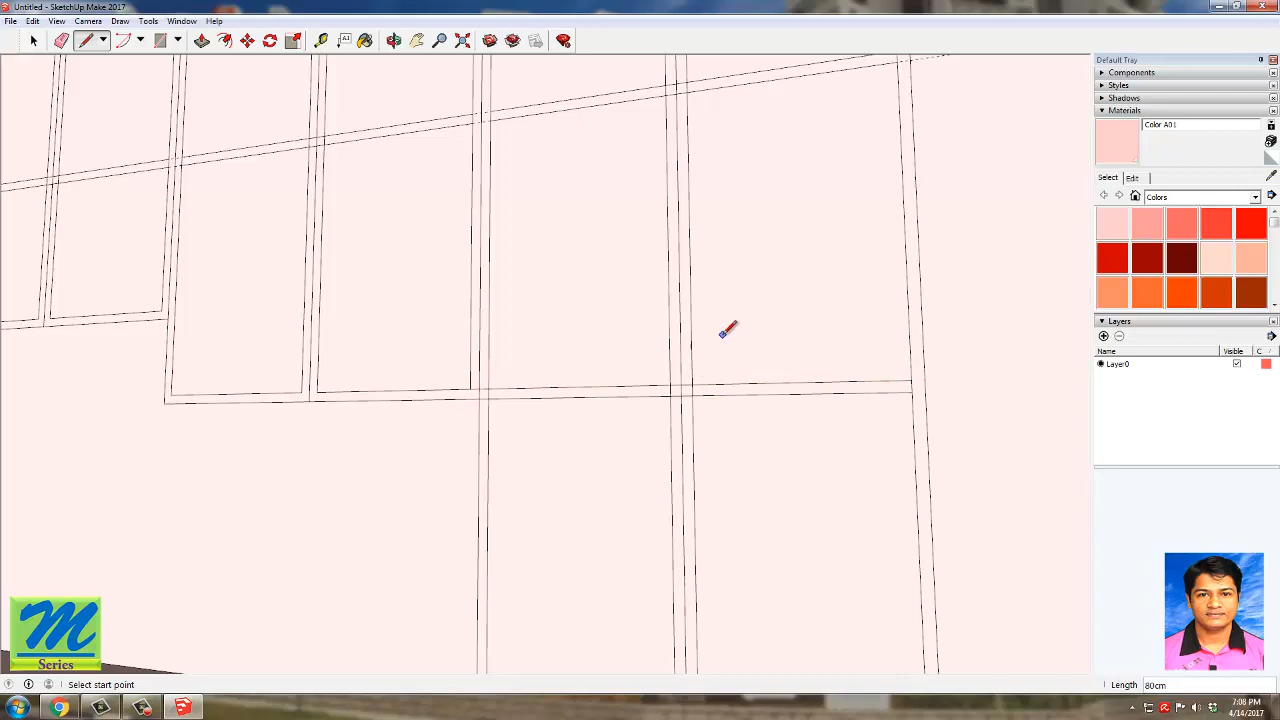 Untitled - SketchUp Make 2017
File Edit View Camera Draw Tools Window Help
Default Tray
Components
Styles
Shadows
Materials
Color A01
Select Edit
Colors
Layers
Name Visible C
Layer0
M
Series
Select start point
Length 80cm
7:08 PM
4/14/2017